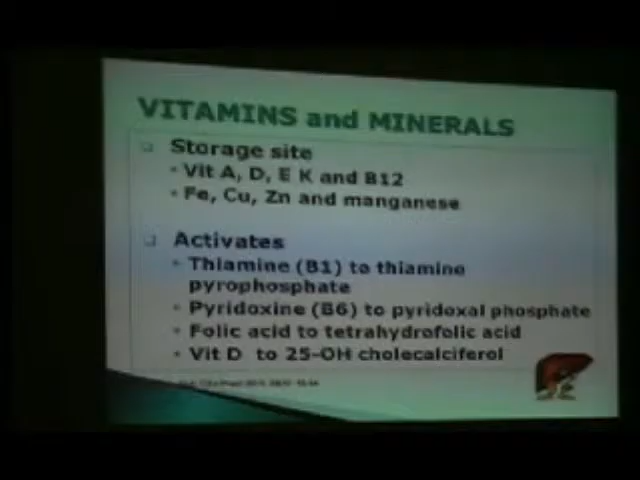 VITAMINS and MINERALS
Storage site
Vit A, D, E K and B12
Fe, Cu, Zn and manganese
Activates
Thiamine (B1) to thiamine
pyrophosphate
Pyridoxine (B6) to pyridoxal phosphate
Folic acid to tetrahydrofolic acid
Vit D to 25-OH cholecalciferol